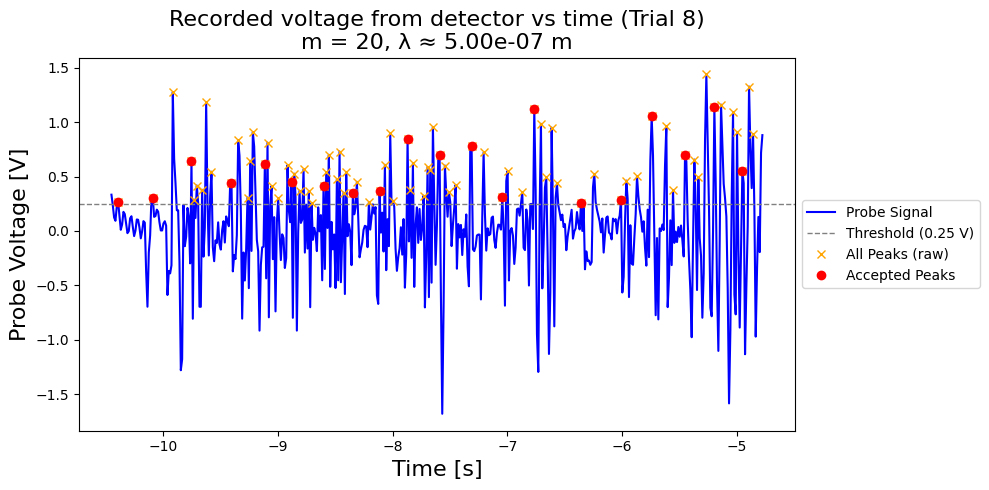 Recorded voltage from detector vs time (Trial 8)
m = 20, λ ≈ 5.00e-07 m
Probe Voltage [V]
1.5
1.0
0.5
0.0
−0.5
−1.0
−1.5
−10
−9
−8
−7
−6
−5
Time [s]
Probe Signal
Threshold (0.25 V)
All Peaks (raw)
Accepted Peaks